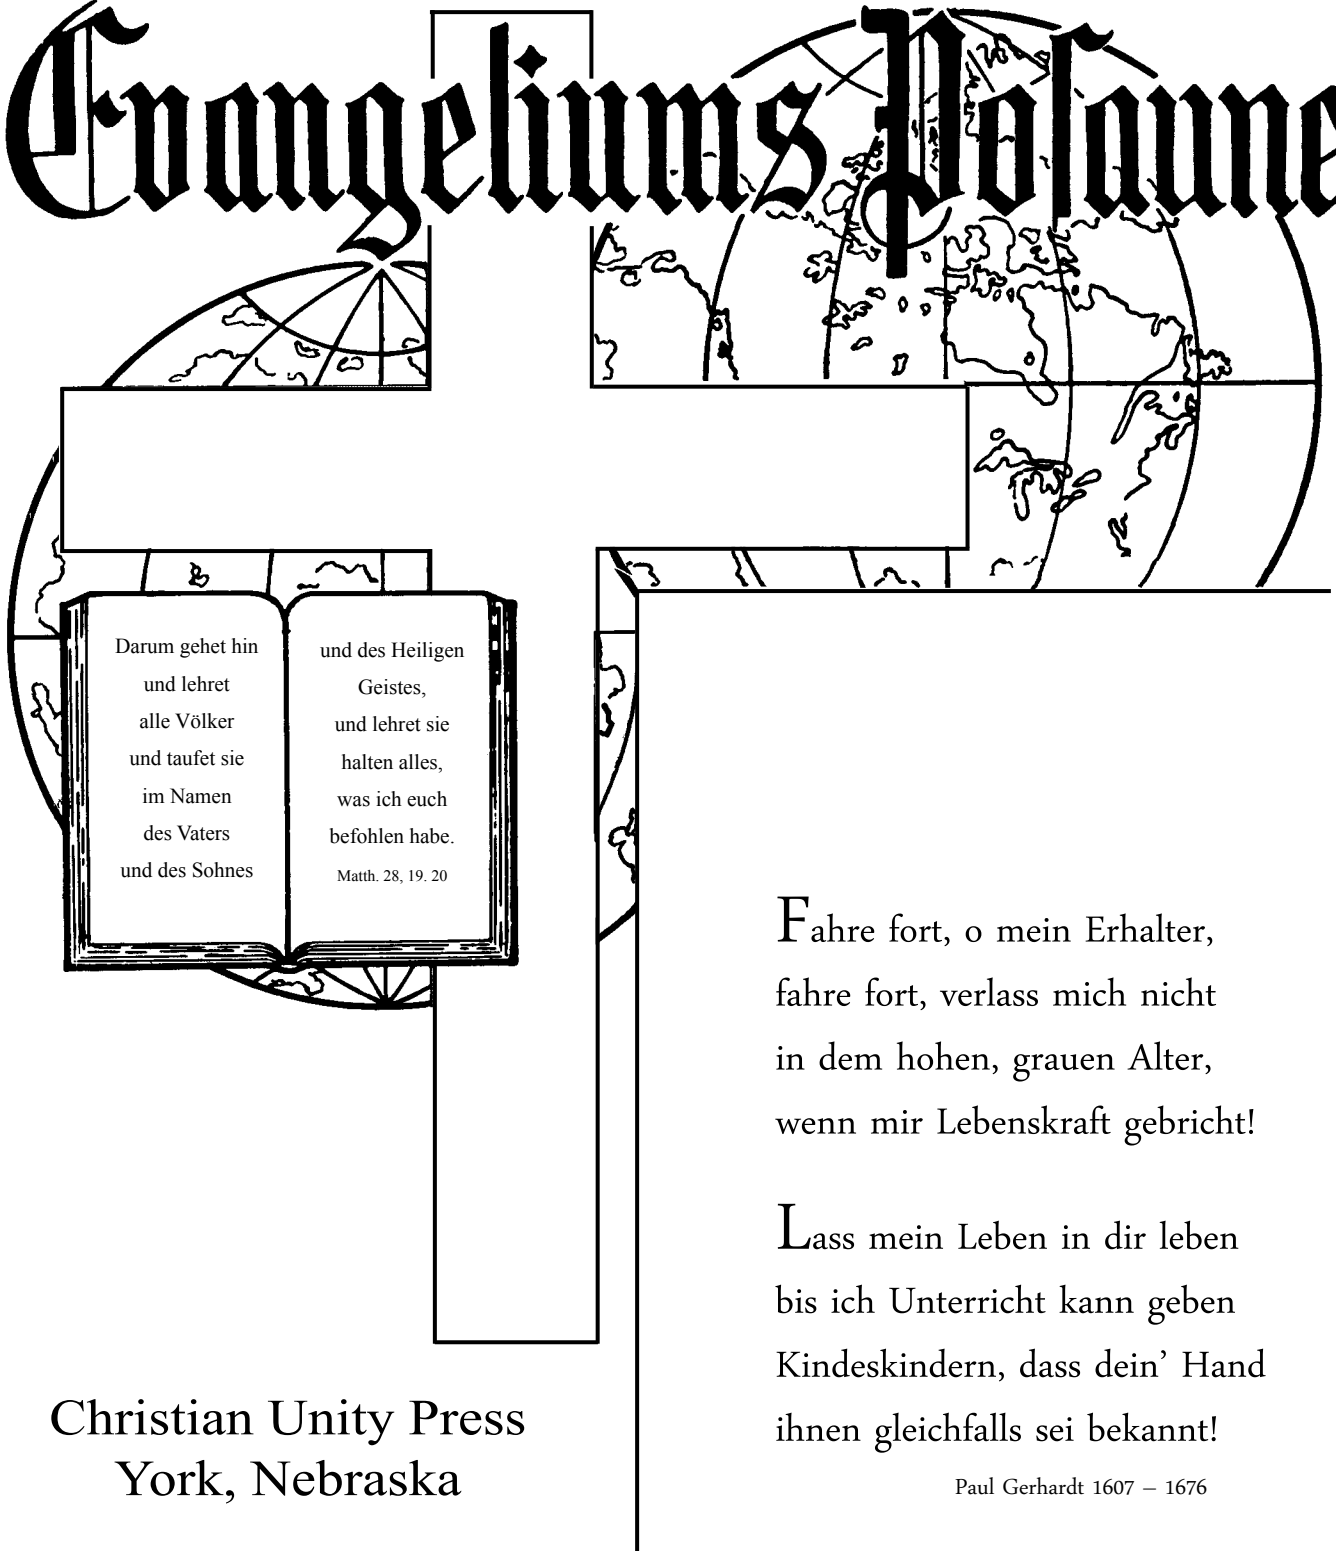 Evangeliums Poſaune
Darum gehet hin
und lehret
alle Völker
und taufet sie
im Namen
des Vaters
und des Sohnes
und des Heiligen
Geistes,
und lehret sie
halten alles,
was ich euch
befohlen habe.
Matth. 28, 19. 20
Fahre fort, o mein Erhalter,
fahre fort, verlass mich nicht
in dem hohen, grauen Alter,
wenn mir Lebenskraft gebricht!
Lass mein Leben in dir leben
bis ich Unterricht kann geben
Kindeskindern, dass dein’ Hand
ihnen gleichfalls sei bekannt!
Paul Gerhardt 1607 – 1676
Christian Unity Press
York, Nebraska